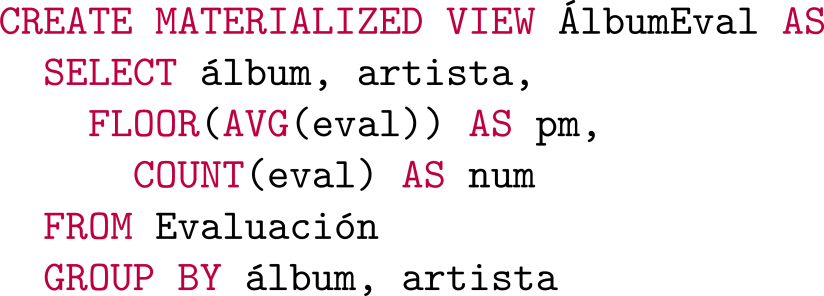 CREATE MATERIALIZED VIEW ÁlbumEval AS
SELECT álbum, artista,
FLOOR(AVG(eval)) AS pm,
COUNT(eval) AS num
FROM Evaluación
GROUP BY álbum, artista